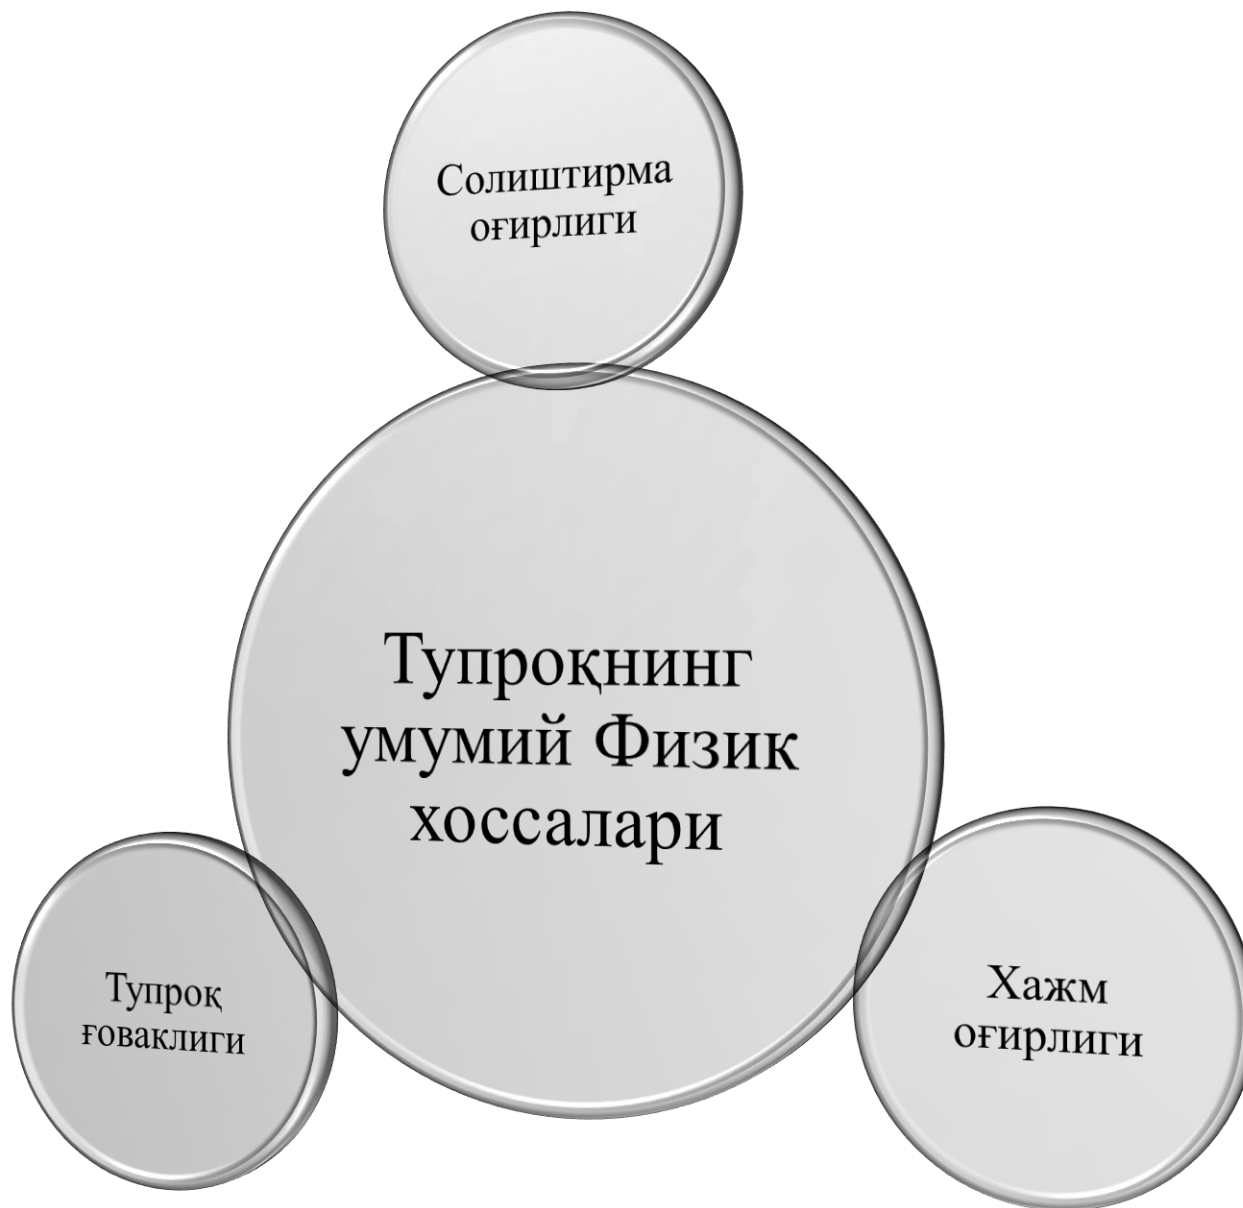 Солиштирма
оғирлиги
Тупроқнинг
умумий Физик
хоссалари
Тупроқ
ғоваклиги
Хажм
оғирлиги